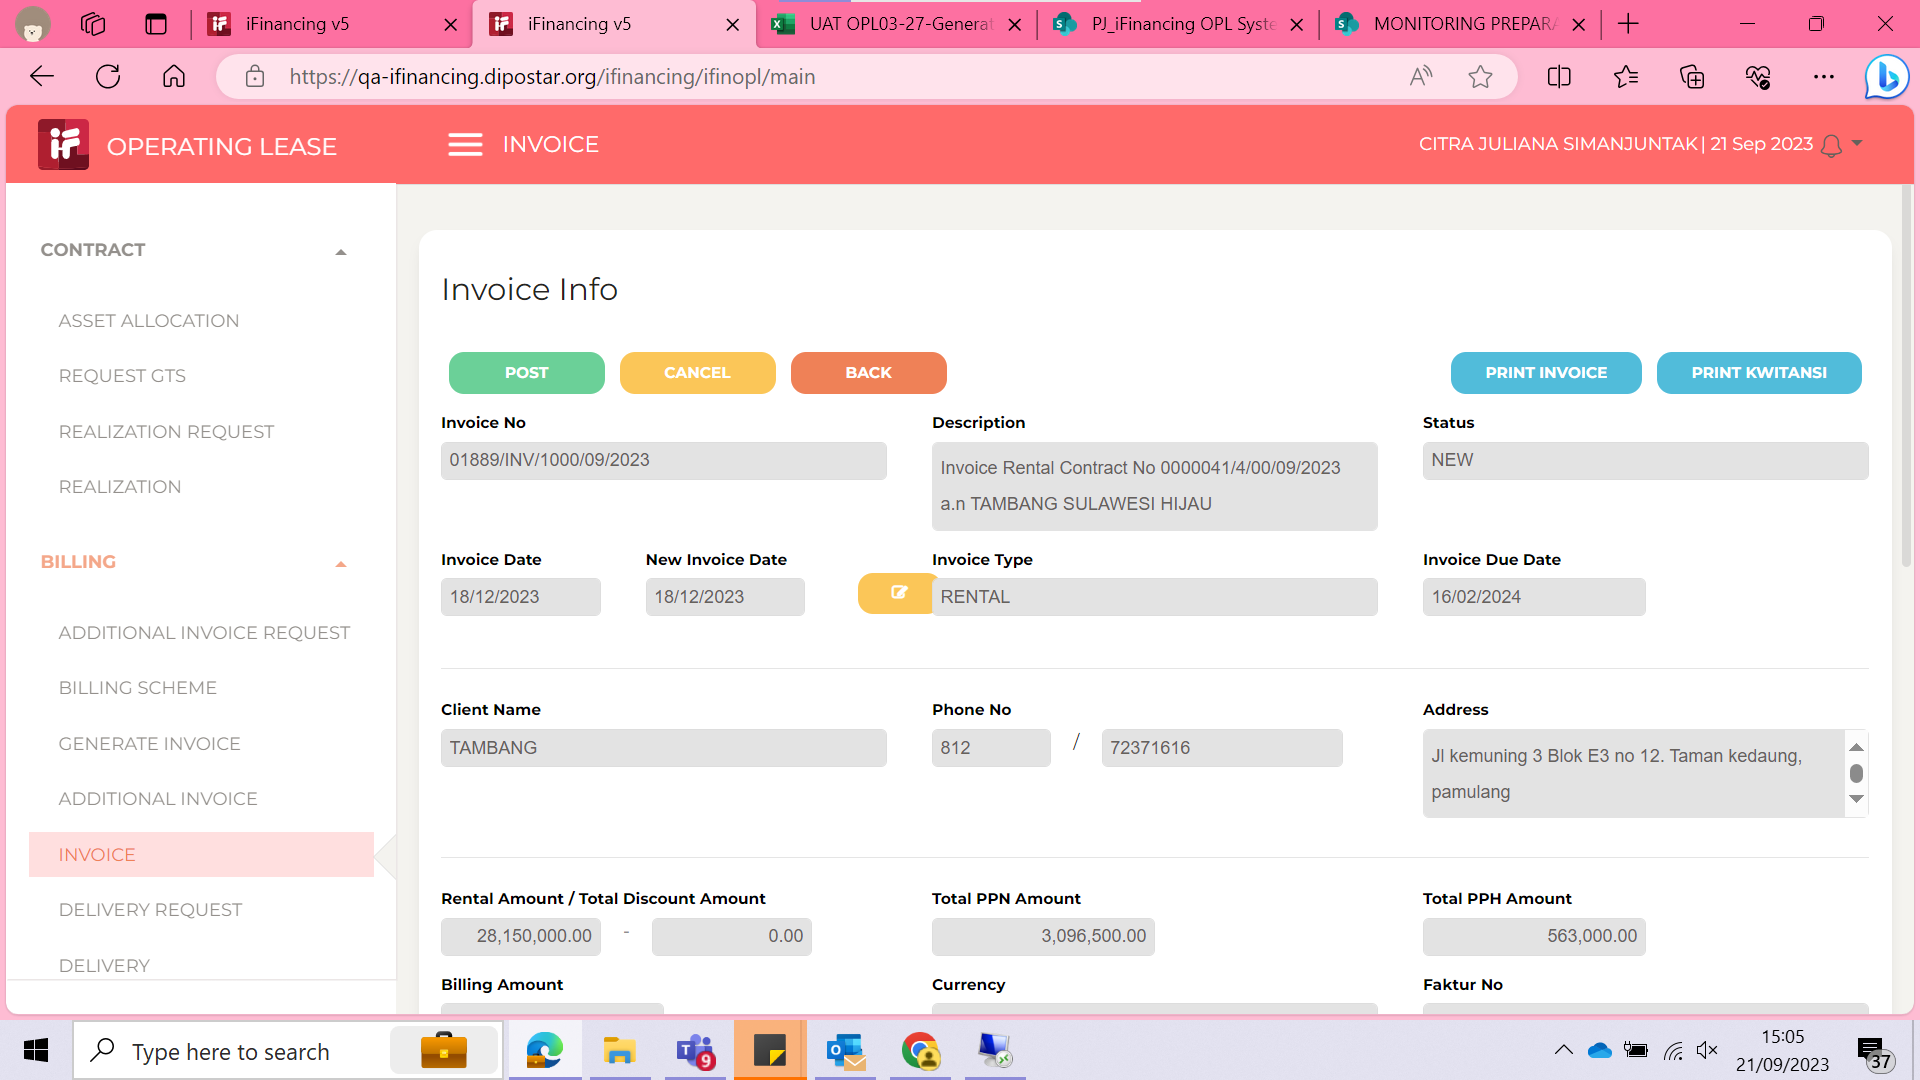 iFinancing v5
iFinancing v5
UAT OPL03-27-Generat
PJ_iFinancing OPL Syste
MONITORING PREPARA
https://qa-ifinancing.dipostar.org/ifinancing/ifinopl/main
iF OPERATING LEASE
INVOICE
CITRA JULIANA SIMANJUNTAK | 21 Sep 2023
CONTRACT
ASSET ALLOCATION
REQUEST GTS
REALIZATION REQUEST
REALIZATION
BILLING
ADDITIONAL INVOICE REQUEST
BILLING SCHEME
GENERATE INVOICE
ADDITIONAL INVOICE
INVOICE
DELIVERY REQUEST
DELIVERY
Invoice Info
POST CANCEL BACK PRINT INVOICE PRINT KWITANSI
Invoice No Description Status
01889/INV/1000/09/2023
Invoice Rental Contract No 0000041/4/00/09/2023
a.n TAMBANG SULAWESI HIJAU
NEW
Invoice Date New Invoice Date Invoice Type Invoice Due Date
18/12/2023 18/12/2023 RENTAL 16/02/2024
Client Name Phone No Address
TAMBANG 812 / 72371616
Jl kemuning 3 Blok E3 no 12. Taman kedaung,
pamulang
Rental Amount / Total Discount Amount Total PPN Amount Total PPH Amount
28,150,000.00 - 0.00 3,096,500.00 563,000.00
Billing Amount Currency Faktur No
Type here to search
9
15:05
21/09/2023
37